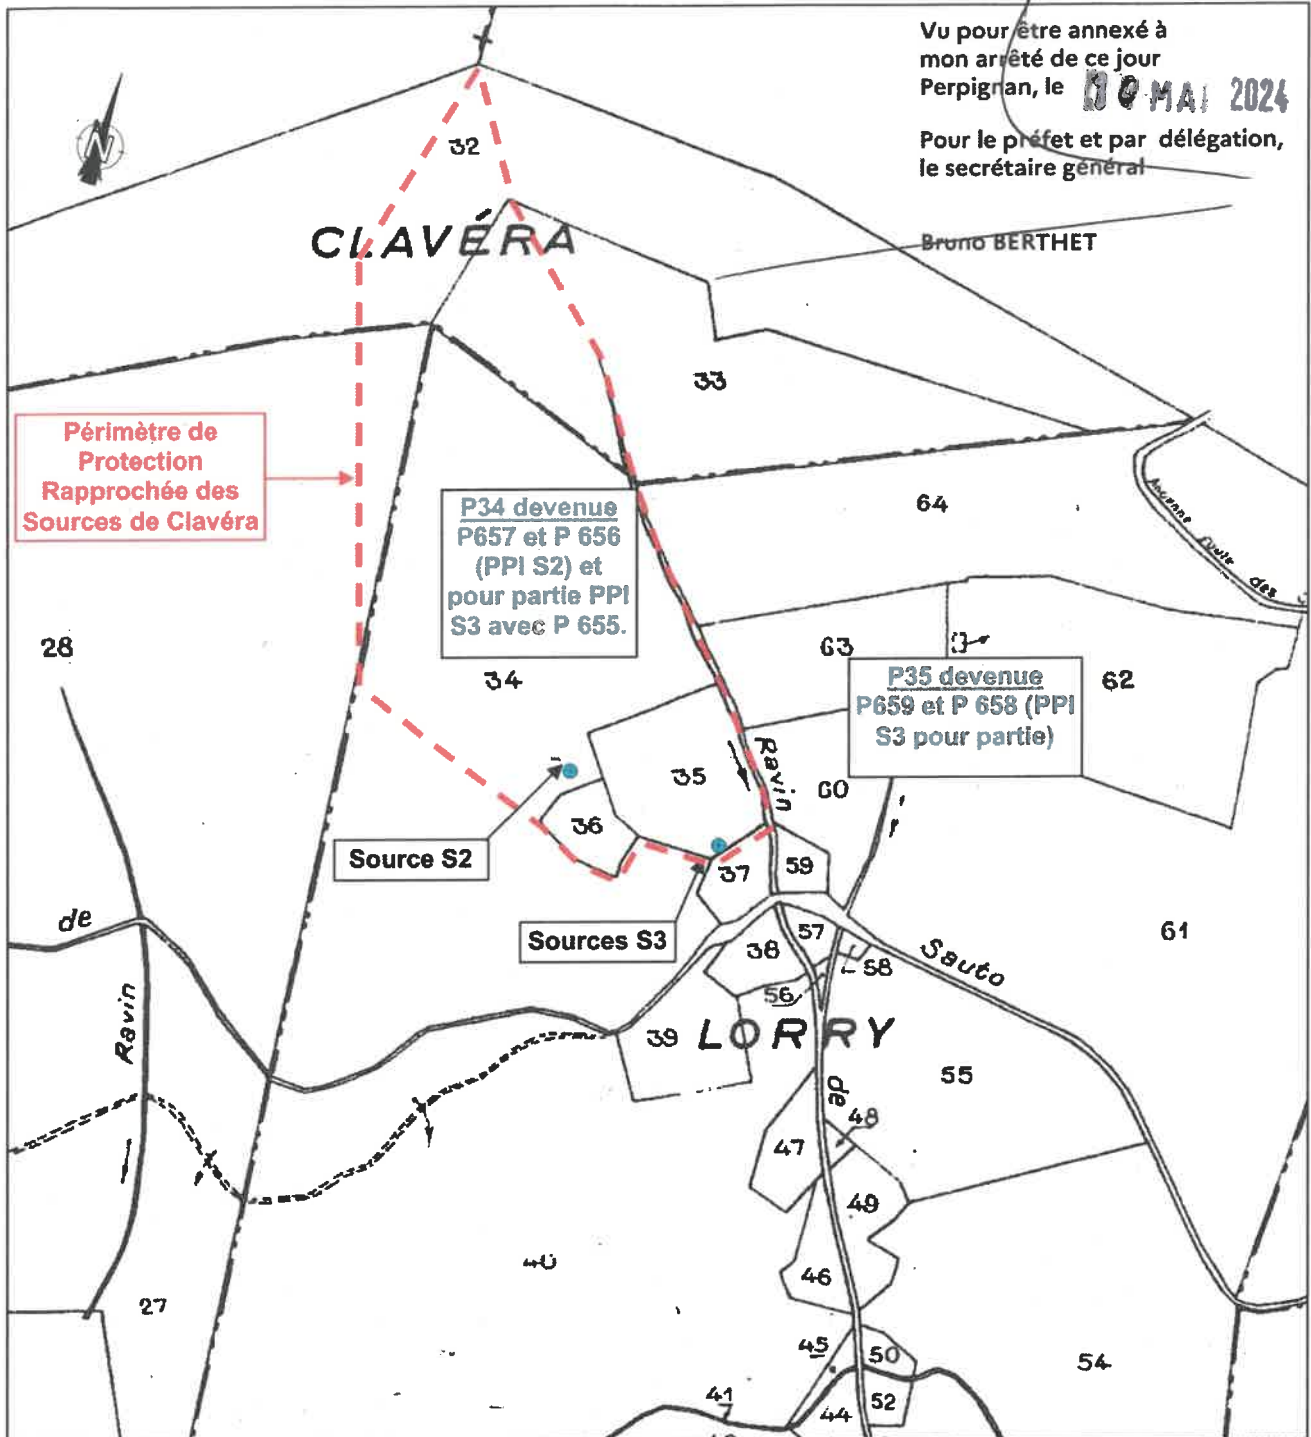 Vu pour être annexé à
mon arrêté de ce jour
Perpignan, le 30 MAI 2024
Pour le préfet et par délégation,
le secrétaire général
Bruno BERTHET
N
32
CLAVÉRA
33
Périmètre de
Protection
Rapprochée des
Sources de Clavéra
P34 devenue
P657 et P 656
(PPI S2) et
pour partie PPI
S3 avec P 655.
64
Ancienne route des
28
34
63
62
P35 devenue
P659 et P 658 (PPI
S3 pour partie)
35
Ravin
60
36
Source S2
37
59
Sources S3
de
38
57
58
Sauto
61
56
Ravin
39
LORRY
55
de
48
47
49
40
46
27
45
50
54
41
44
52